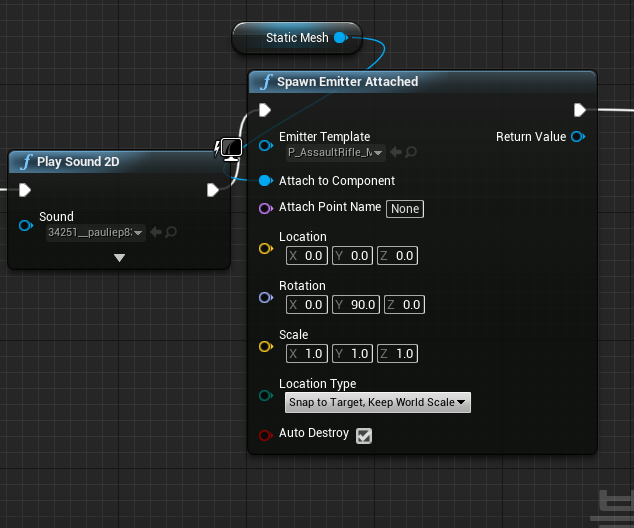 Static Mesh
f Spawn Emitter Attached
Emitter Template
P_AssaultRifle_M
Return Value
f Play Sound 2D
Attach to Component
Attach Point Name None
Sound
34251__pauliep83
Location
X 0.0 Y 0.0 Z 0.0
Rotation
X 0.0 Y 90.0 Z 0.0
Scale
X 1.0 Y 1.0 Z 1.0
Location Type
Snap to Target, Keep World Scale
Auto Destroy